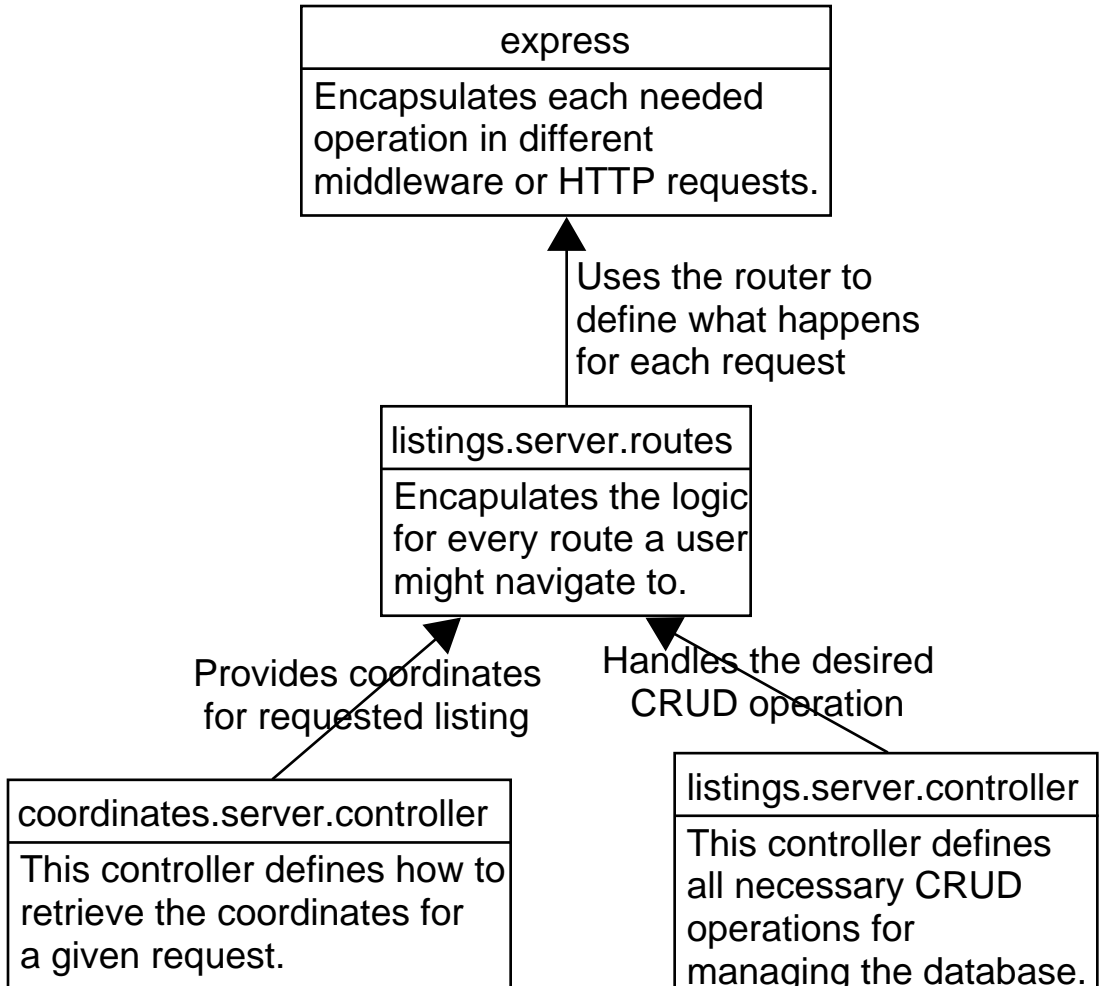 express
Encapsulates each needed
operation in different
middleware or HTTP requests.
Uses the router to
define what happens
for each request
listings.server.routes
Encapulates the logic
for every route a user
might navigate to.
Provides coordinates
for requested listing
Handles the desired
CRUD operation
coordinates.server.controller
This controller defines how to
retrieve the coordinates for
a given request.
listings.server.controller
This controller defines
all necessary CRUD
operations for
managing the database.